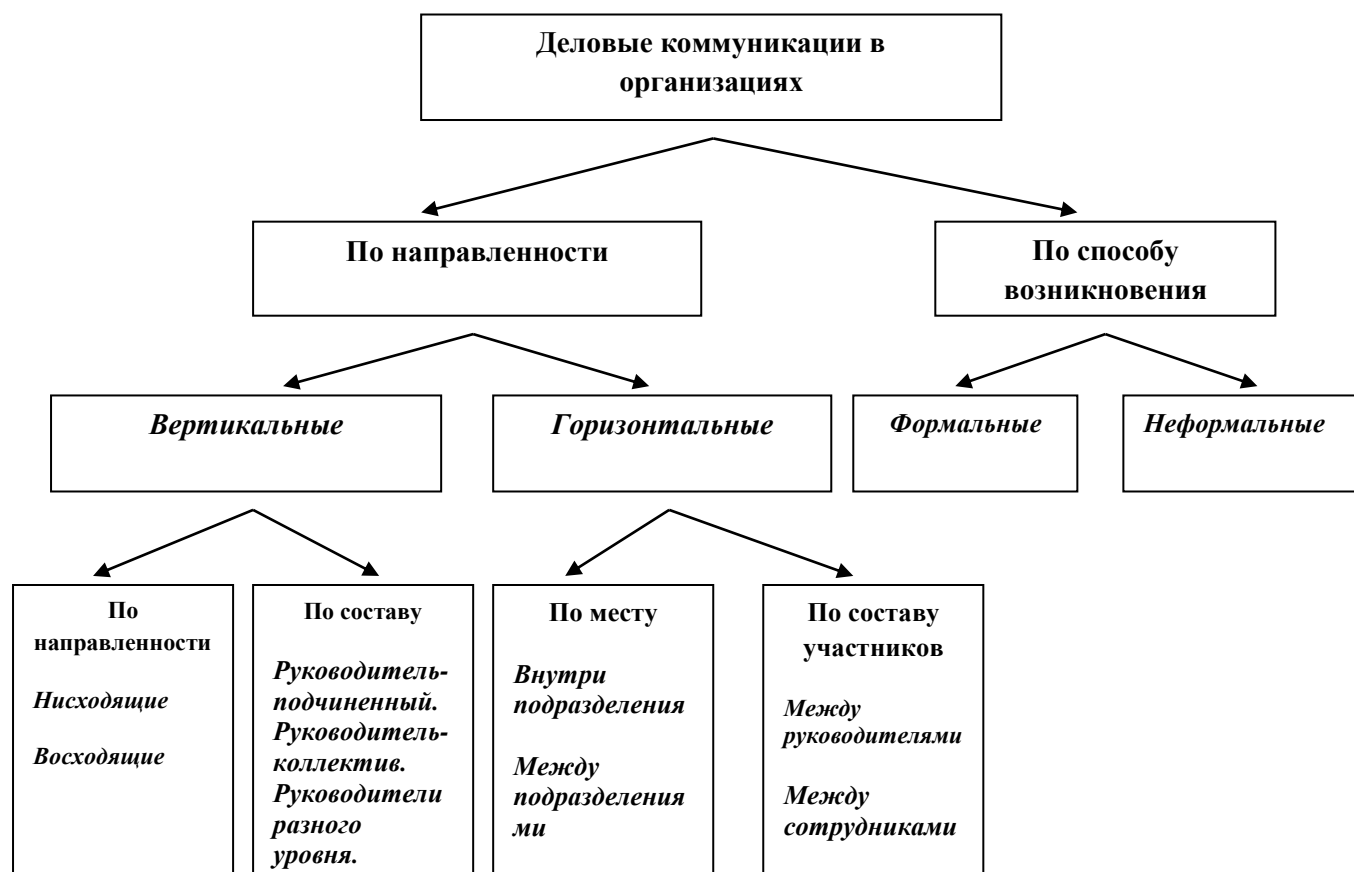 Деловые коммуникации в
организациях
По направленности
По способу
возникновения
Вертикальные
Горизонтальные
Формальные
Неформальные
По
направленности
Нисходящие
Восходящие
По составу
Руководитель-
подчиненный.
Руководитель-
коллектив.
Руководители
разного
уровня.
По месту
Внутри
подразделения
Между
подразделения
ми
По составу
участников
Между
руководителями
Между
сотрудниками